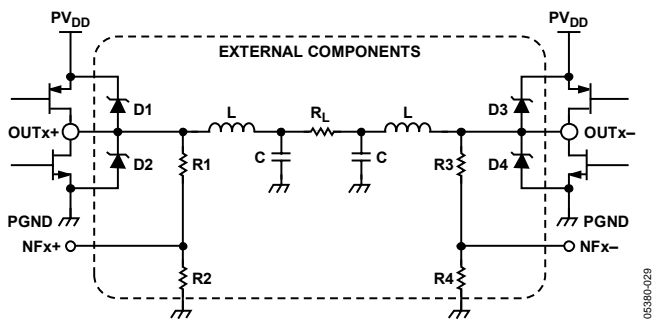 PVDD
PVDD
EXTERNAL COMPONENTS
D1
L
RL
L
D3
OUTx+
OUTx–
D2
R1
C
C
R3
D4
PGND
PGND
NFx+
NFx–
R2
R4
05380-029